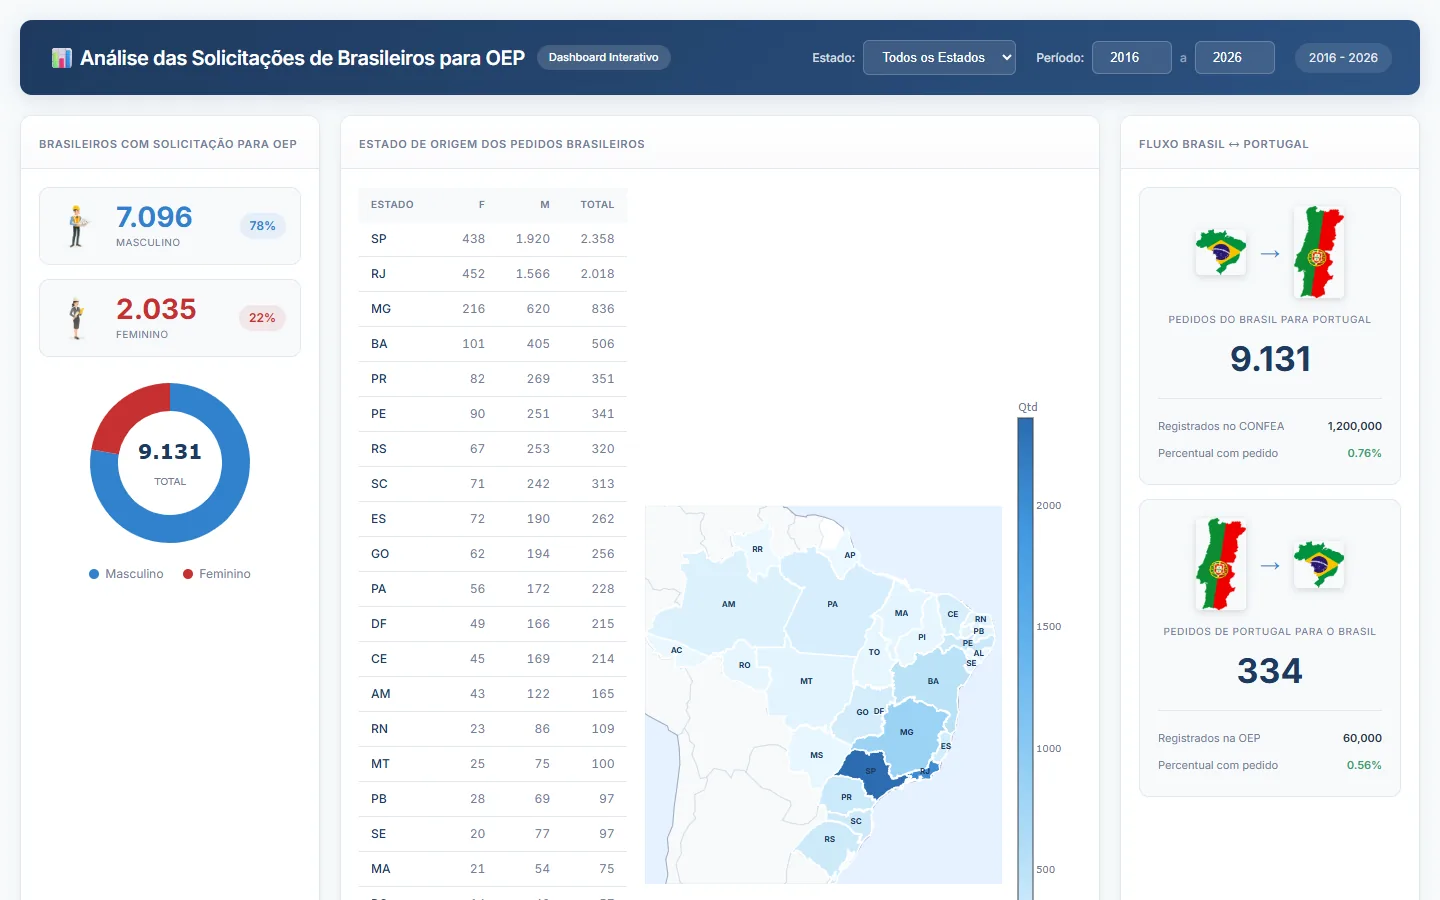 Análise das Solicitações de Brasileiros para OEP
Dashboard Interativo
Estado: Todos os Estados
Período: 2016 a 2026
2016 - 2026
BRASILEIROS COM SOLICITAÇÃO PARA OEP
7.096
MASCULINO
78%
2.035
FEMININO
22%
9.131
TOTAL
Masculino
Feminino
ESTADO DE ORIGEM DOS PEDIDOS BRASILEIROS
ESTADO F M TOTAL
SP 438 1.920 2.358
RJ 452 1.566 2.018
MG 216 620 836
BA 101 405 506
PR 82 269 351
PE 90 251 341
RS 67 253 320
SC 71 242 313
ES 72 190 262
GO 62 194 256
PA 56 172 228
DF 49 166 215
CE 45 169 214
AM 43 122 165
RN 23 86 109
MT 25 75 100
PB 28 69 97
SE 20 77 97
MA 21 54 75
RR
AP
AM
PA
MA
CE
RN
PB
PI
PE
AL
SE
AC
RO
TO
MT
BA
GO
DF
MG
ES
MS
SP
RJ
PR
SC
RS
Qtd
2000
1500
1000
500
FLUXO BRASIL ↔ PORTUGAL
→
PEDIDOS DO BRASIL PARA PORTUGAL
9.131
Registrados no CONFEA 1,200,000
Percentual com pedido 0.76%
→
PEDIDOS DE PORTUGAL PARA O BRASIL
334
Registrados na OEP 60,000
Percentual com pedido 0.56%